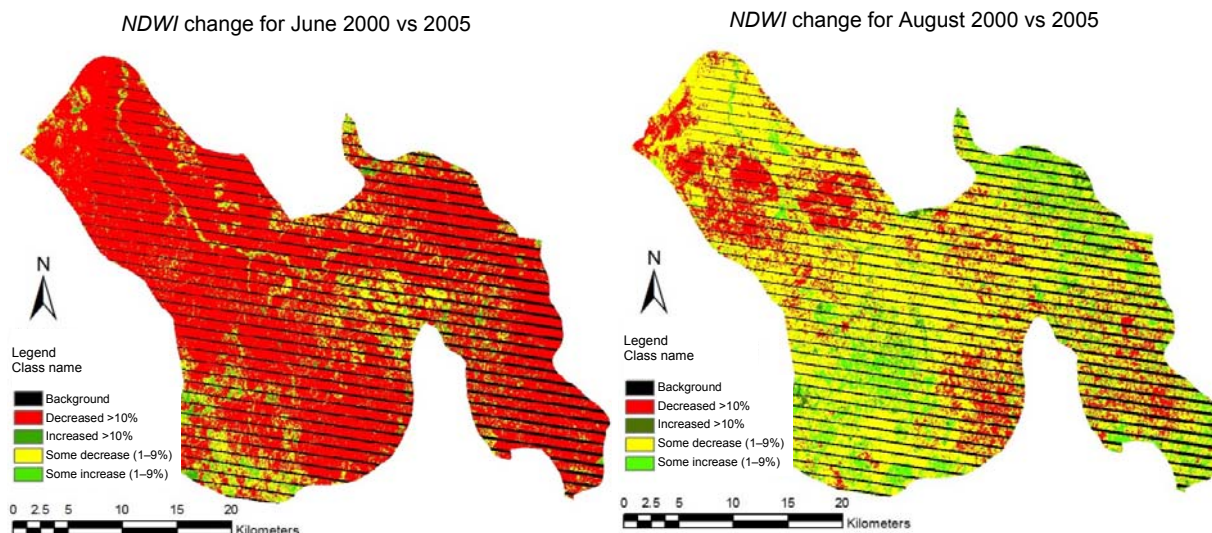 NDWI change for June 2000 vs 2005
N
Legend
Class name
Background
Decreased >10%
Increased >10%
Some decrease (1–9%)
Some increase (1–9%)
0 2.5 5 10 15 20
Kilometers
NDWI change for August 2000 vs 2005
N
Legend
Class name
Background
Decreased >10%
Increased >10%
Some decrease (1–9%)
Some increase (1–9%)
0 2.5 5 10 15 20
Kilometers